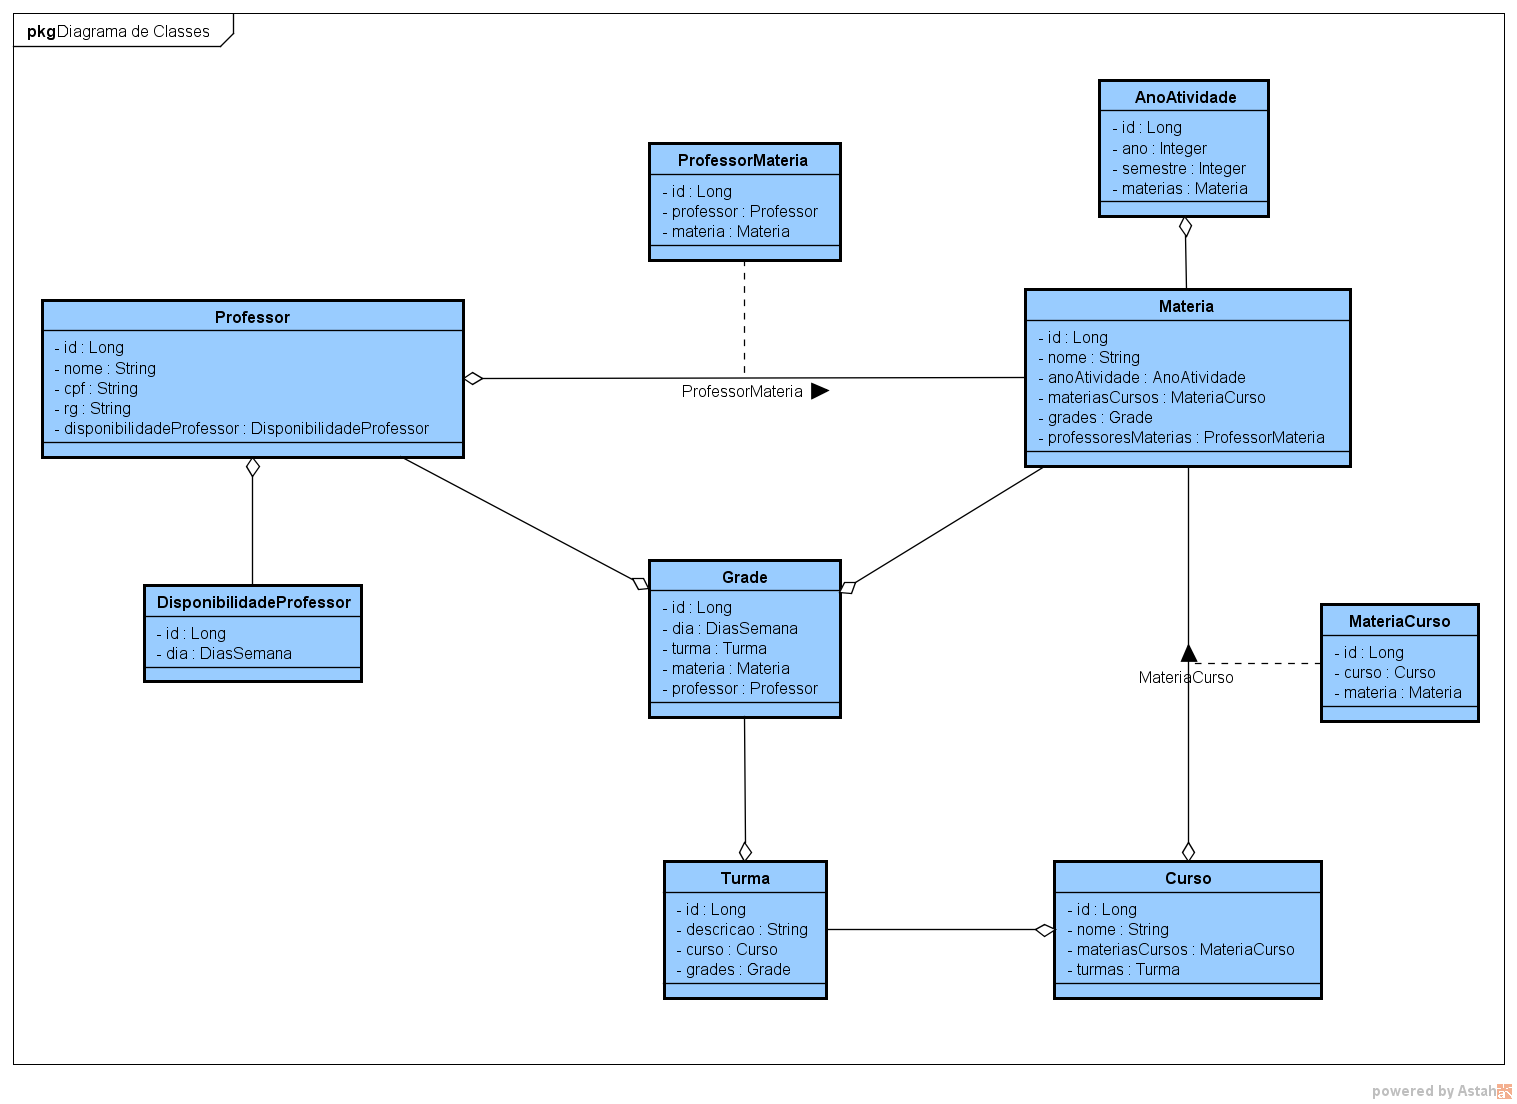 pkg Diagrama de Classes
AnoAtividade
- id : Long
- ano : Integer
- semestre : Integer
- materias : Materia
ProfessorMateria
- id : Long
- professor : Professor
- materia : Materia
Professor
- id : Long
- nome : String
- cpf : String
- rg : String
- disponibilidadeProfessor : DisponibilidadeProfessor
ProfessorMateria
Materia
- id : Long
- nome : String
- anoAtividade : AnoAtividade
- materiasCursos : MateriaCurso
- grades : Grade
- professoresMaterias : ProfessorMateria
DisponibilidadeProfessor
- id : Long
- dia : DiasSemana
Grade
- id : Long
- dia : DiasSemana
- turma : Turma
- materia : Materia
- professor : Professor
MateriaCurso
MateriaCurso
- id : Long
- curso : Curso
- materia : Materia
Turma
- id : Long
- descricao : String
- curso : Curso
- grades : Grade
Curso
- id : Long
- nome : String
- materiasCursos : MateriaCurso
- turmas : Turma
powered by Astah